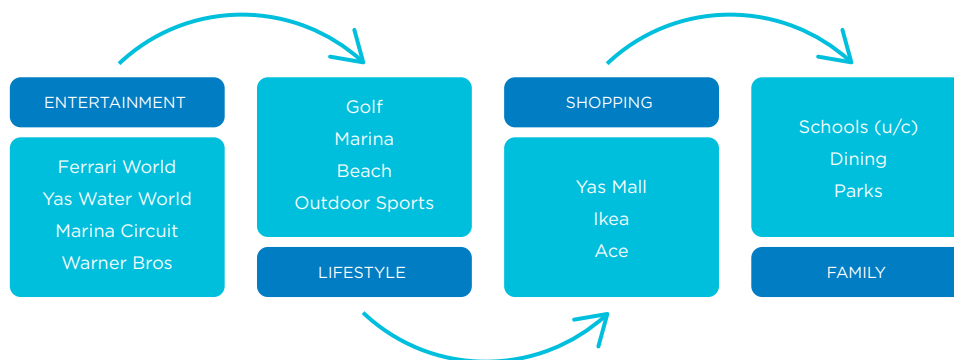 ENTERTAINMENT
Ferrari World
Yas Water World
Marina Circuit
Warner Bros
Golf
Marina
Beach
Outdoor Sports
LIFESTYLE
SHOPPING
Yas Mall
Ikea
Ace
Schools (u/c)
Dining
Parks
FAMILY